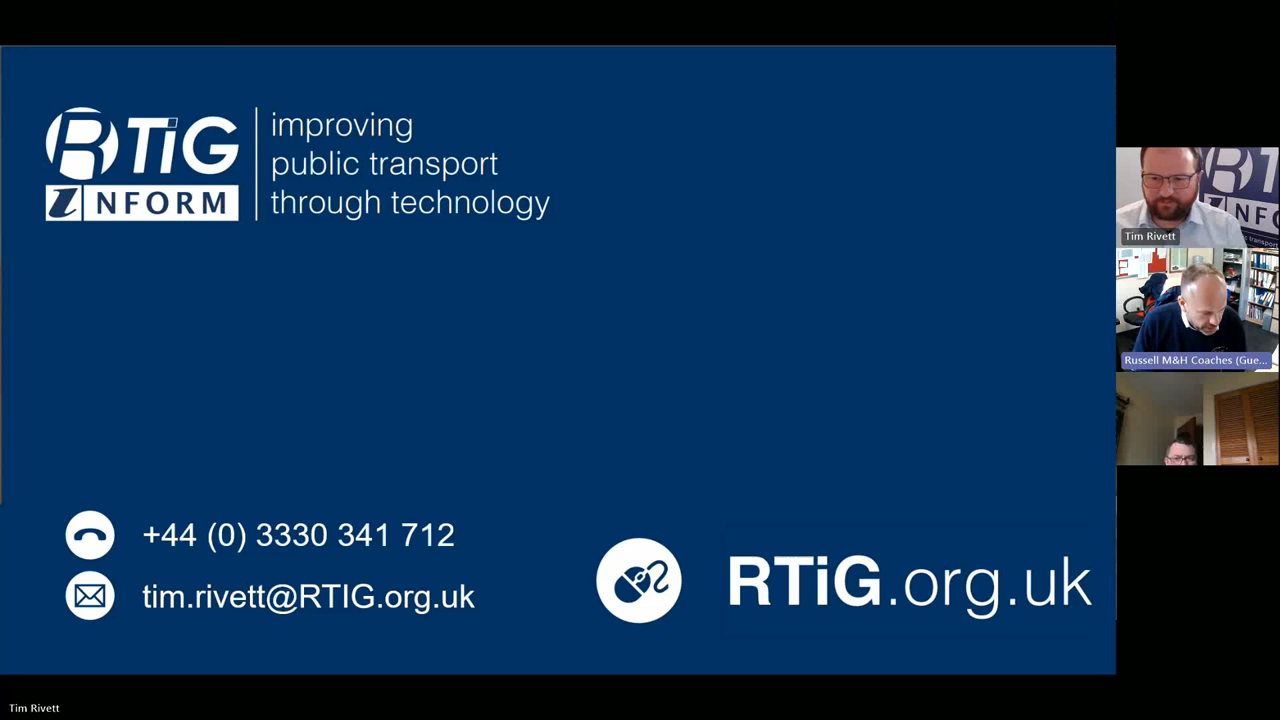 RTiG
iNFORM
improving
public transport
through technology
+44 (0) 3330 341 712
tim.rivett@RTIG.org.uk
RTiG.org.uk
Tim Rivett
Russell M&H Coaches (Gue...
Tim Rivett